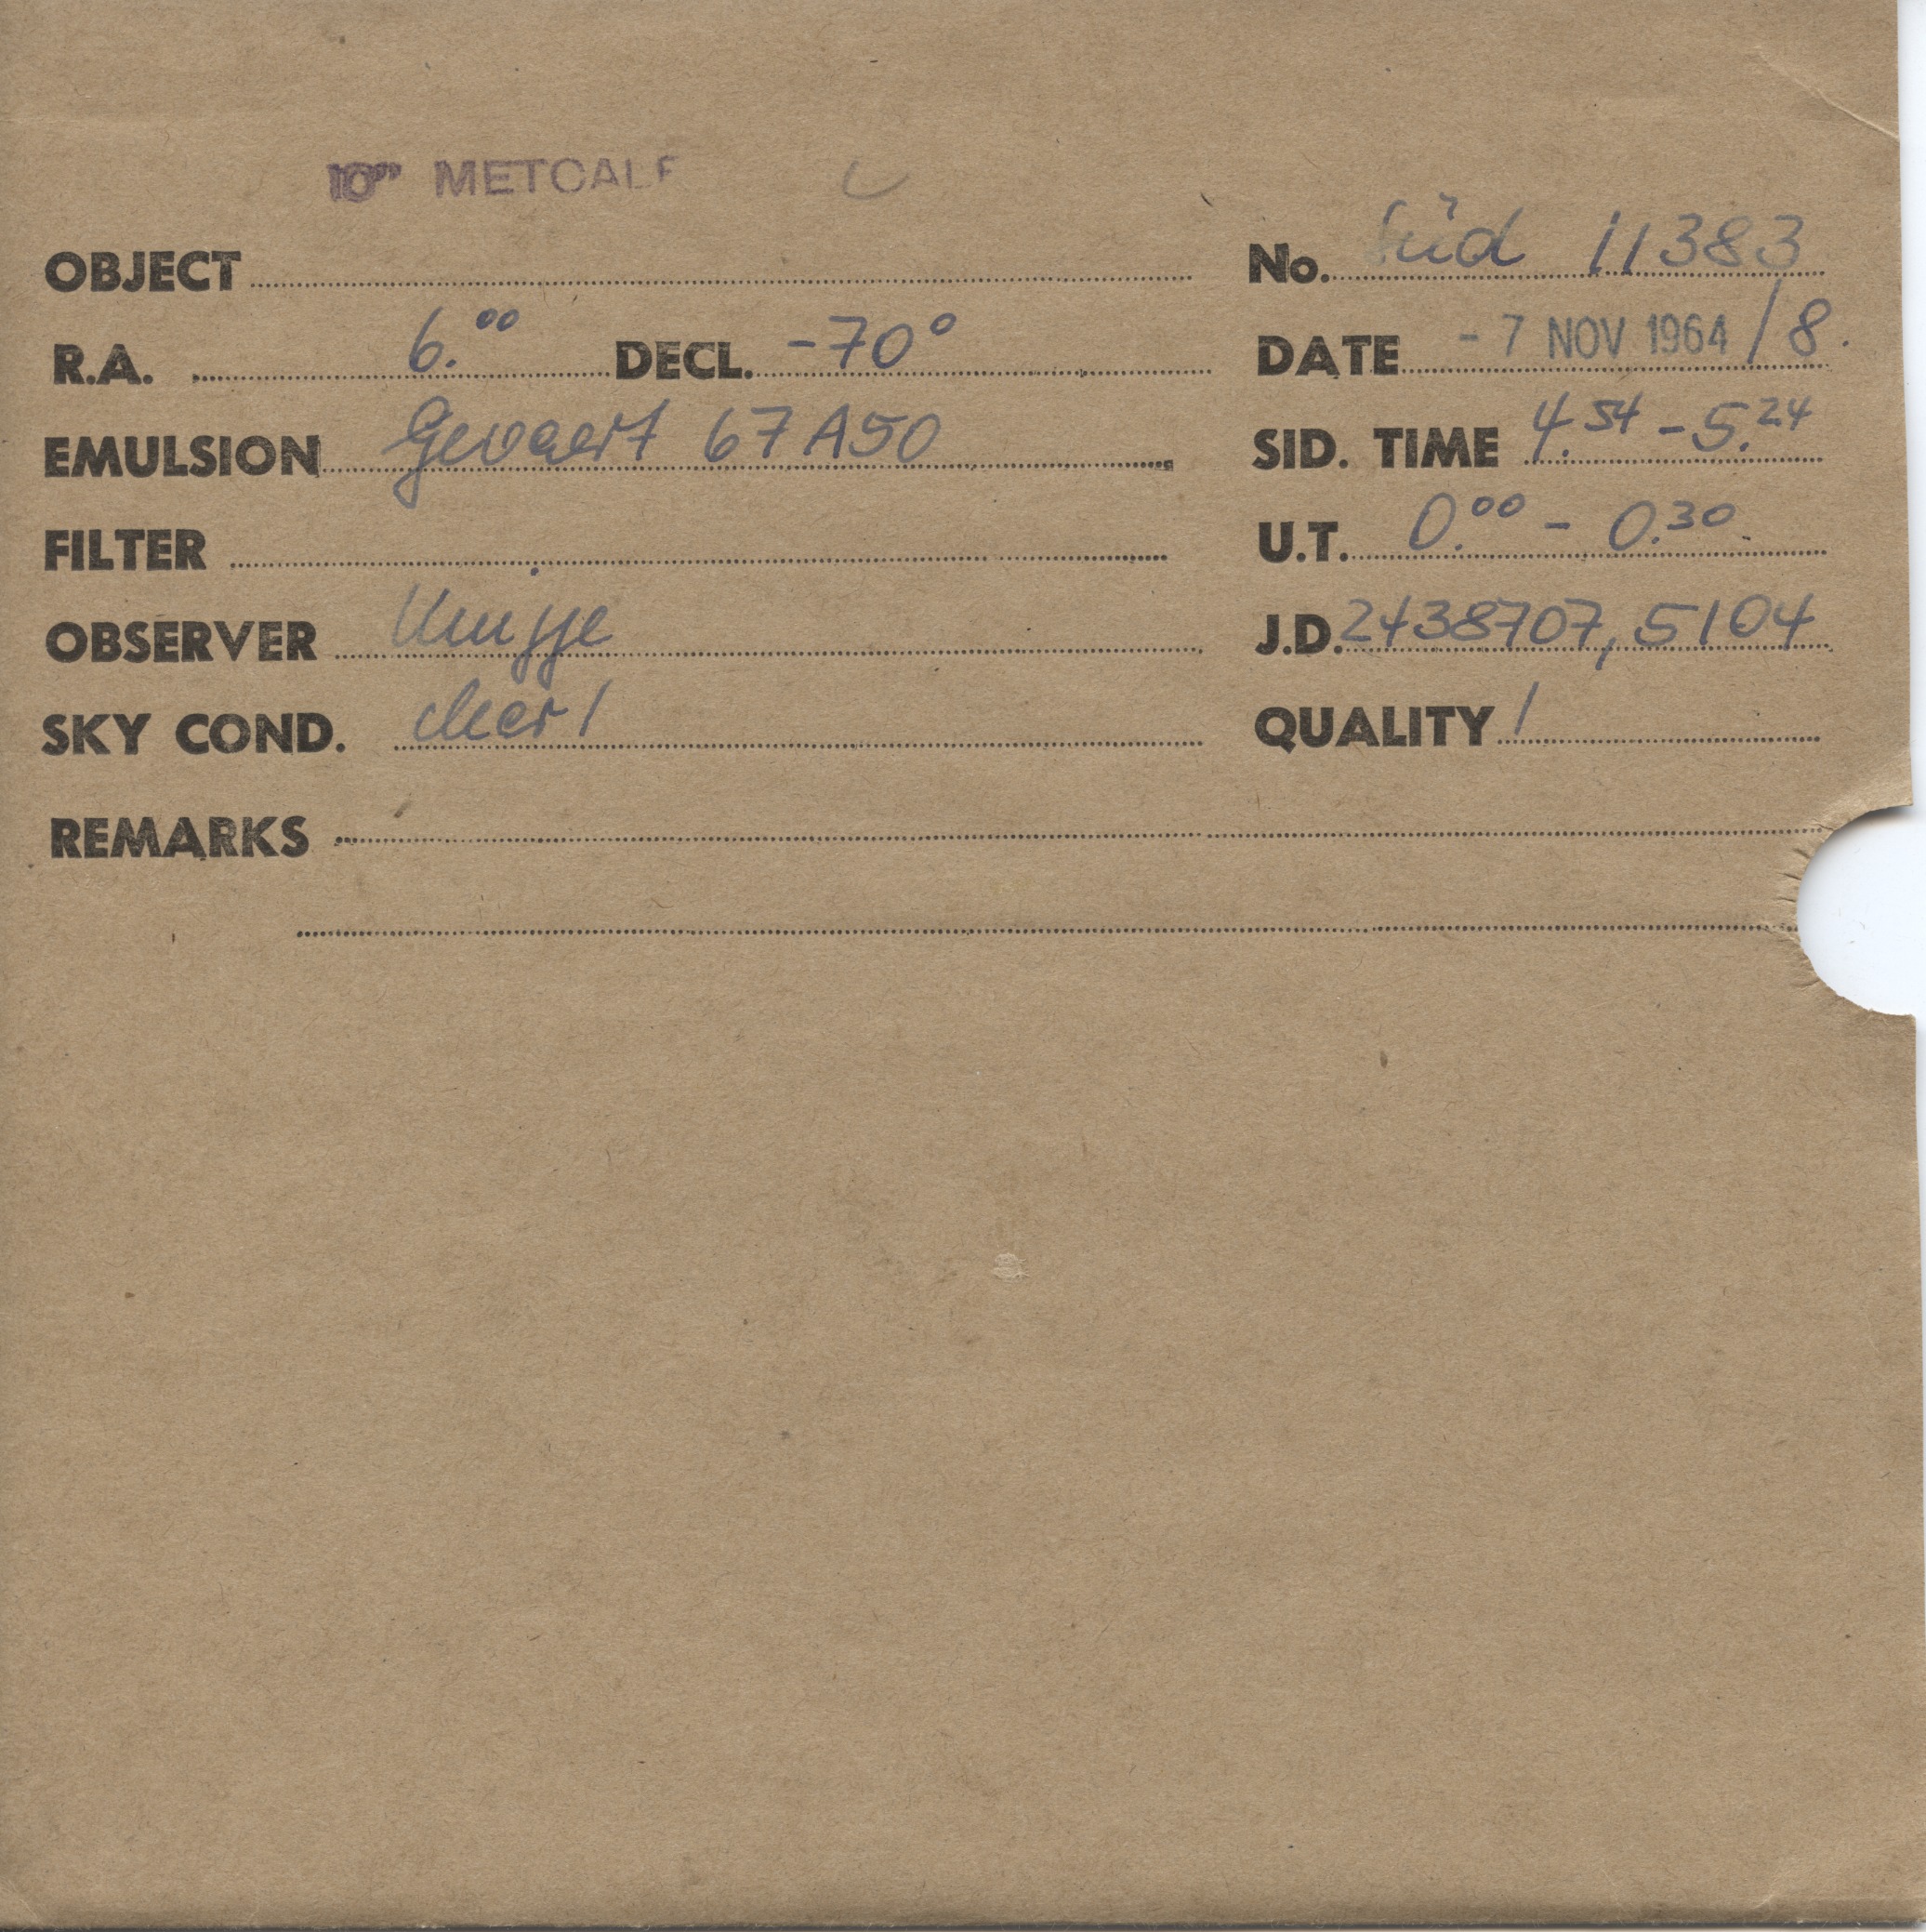 10" METCALF
OBJECT No. Süd 11383
R.A. 6.00 DECL. -70° DATE - 7 NOV 1964 / 8.
EMULSION Gevaert 67A50 SID. TIME 4.54 - 5.24
FILTER U.T. 0.00 - 0.30
OBSERVER J.D. 2438707,5104
SKY COND. clear 1 QUALITY 1
REMARKS